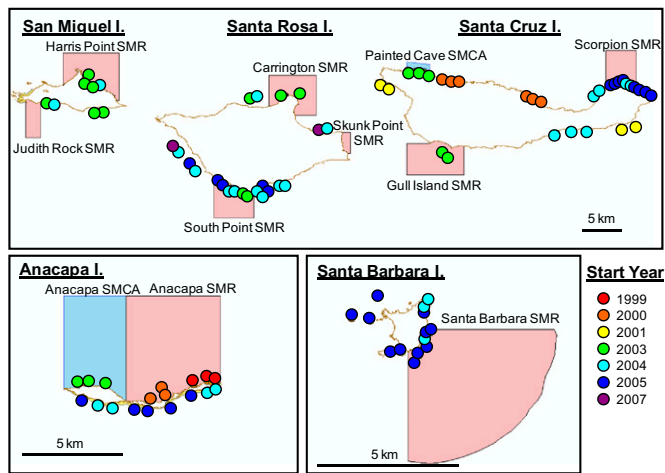 San Miguel I.
Santa Rosa I.
Santa Cruz I.
Harris Point SMR
Painted Cave SMCA
Scorpion SMR
Carrington SMR
Skunk Point
SMR
Judith Rock SMR
Gull Island SMR
South Point SMR
5 km
Anacapa I.
Santa Barbara I.
Start Year
Anacapa SMCA
Anacapa SMR
Santa Barbara SMR
1999
2000
2001
2003
2004
2005
2007
5 km
5 km